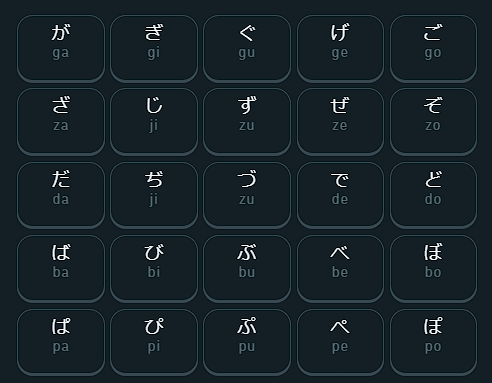 が ぎ ぐ げ ご
ga gi gu ge go
ざ じ ず ぜ ぞ
za ji zu ze zo
だ ぢ づ で ど
da ji zu de do
ば び ぶ べ ぼ
ba bi bu be bo
ぱ ぴ ぷ ぺ ぽ
pa pi pu pe po